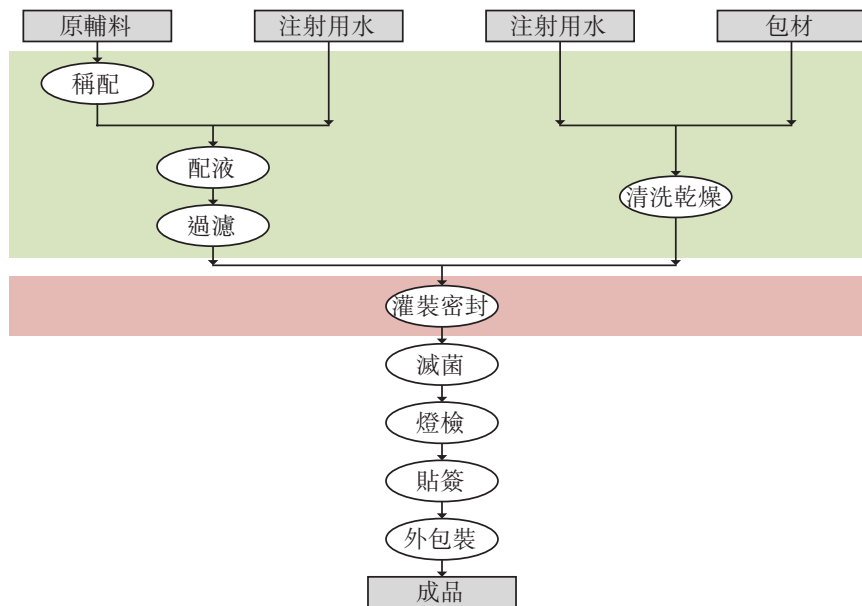 原輔料
注射用水
注射用水
包材
稱配
配液
清洗乾燥
過濾
灌裝密封
滅菌
燈檢
貼簽
外包裝
成品